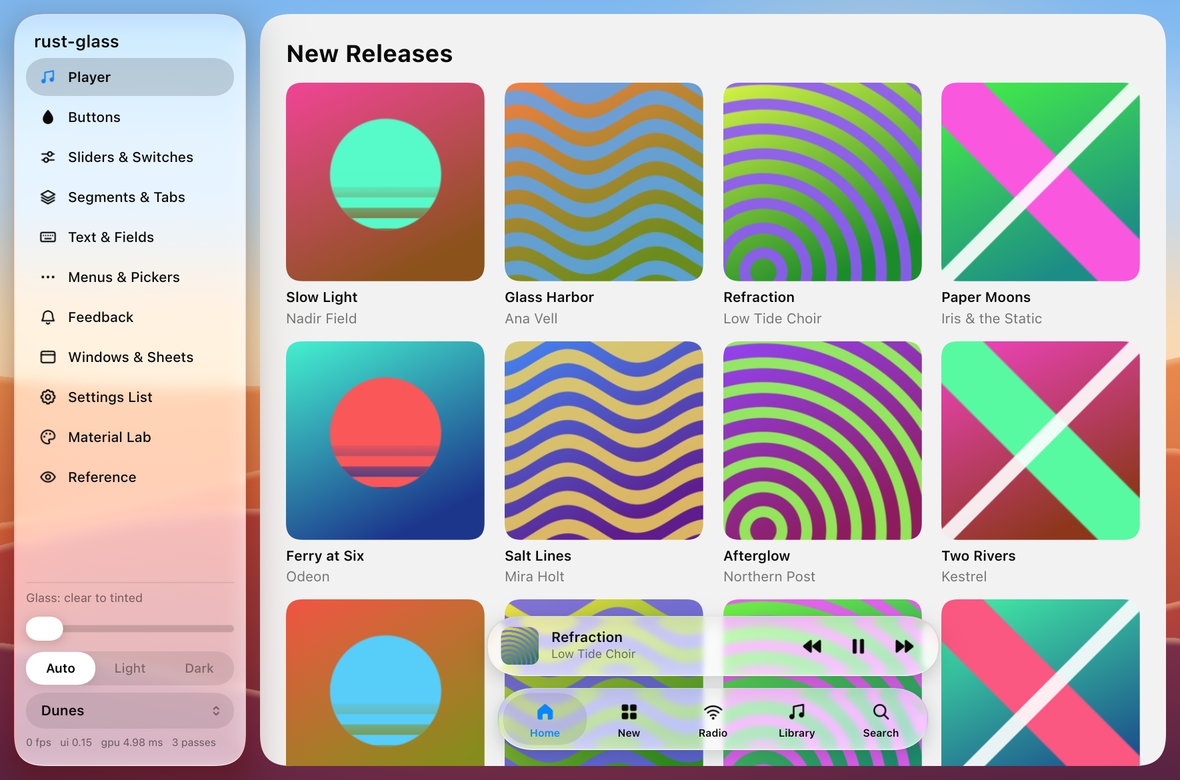 rust-glass
Player
Buttons
Sliders & Switches
Segments & Tabs
Text & Fields
Menus & Pickers
Feedback
Windows & Sheets
Settings List
Material Lab
Reference
Glass: clear to tinted
Auto Light Dark
Dunes
0 fps ui 0.15 gpu 4.98 ms 3 passes
New Releases
Slow Light
Nadir Field
Glass Harbor
Ana Vell
Refraction
Low Tide Choir
Paper Moons
Iris & the Static
Ferry at Six
Odeon
Salt Lines
Mira Holt
Afterglow
Northern Post
Two Rivers
Kestrel
Refraction
Low Tide Choir
Home New Radio Library Search